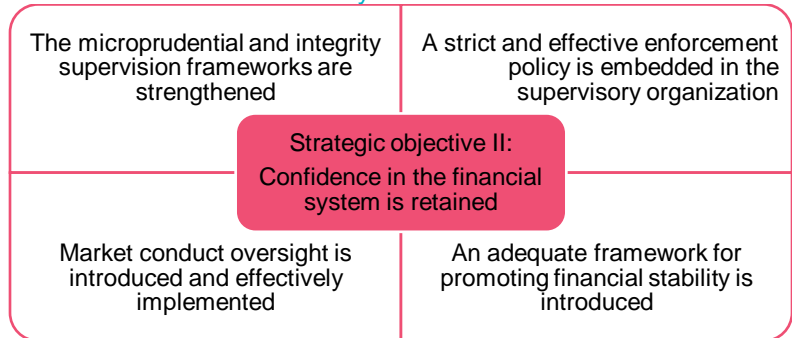 The microprudential and integrity
supervision frameworks are
strengthened
A strict and effective enforcement
policy is embedded in the
supervisory organization
Strategic objective II:
Confidence in the financial
system is retained
Market conduct oversight is
introduced and effectively
implemented
An adequate framework for
promoting financial stability is
introduced